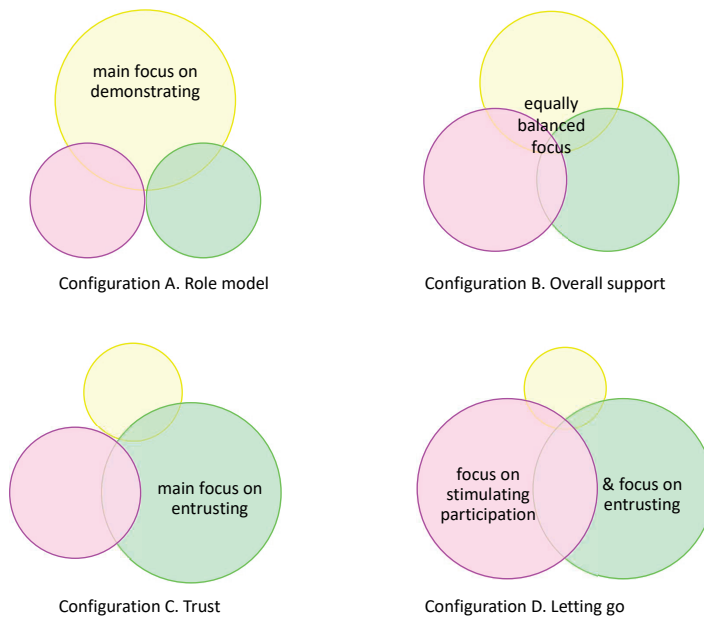 main focus on
demonstrating
equally
balanced
focus
Configuration A. Role model
Configuration B. Overall support
main focus on
entrusting
focus on
stimulating
participation
& focus on
entrusting
Configuration C. Trust
Configuration D. Letting go